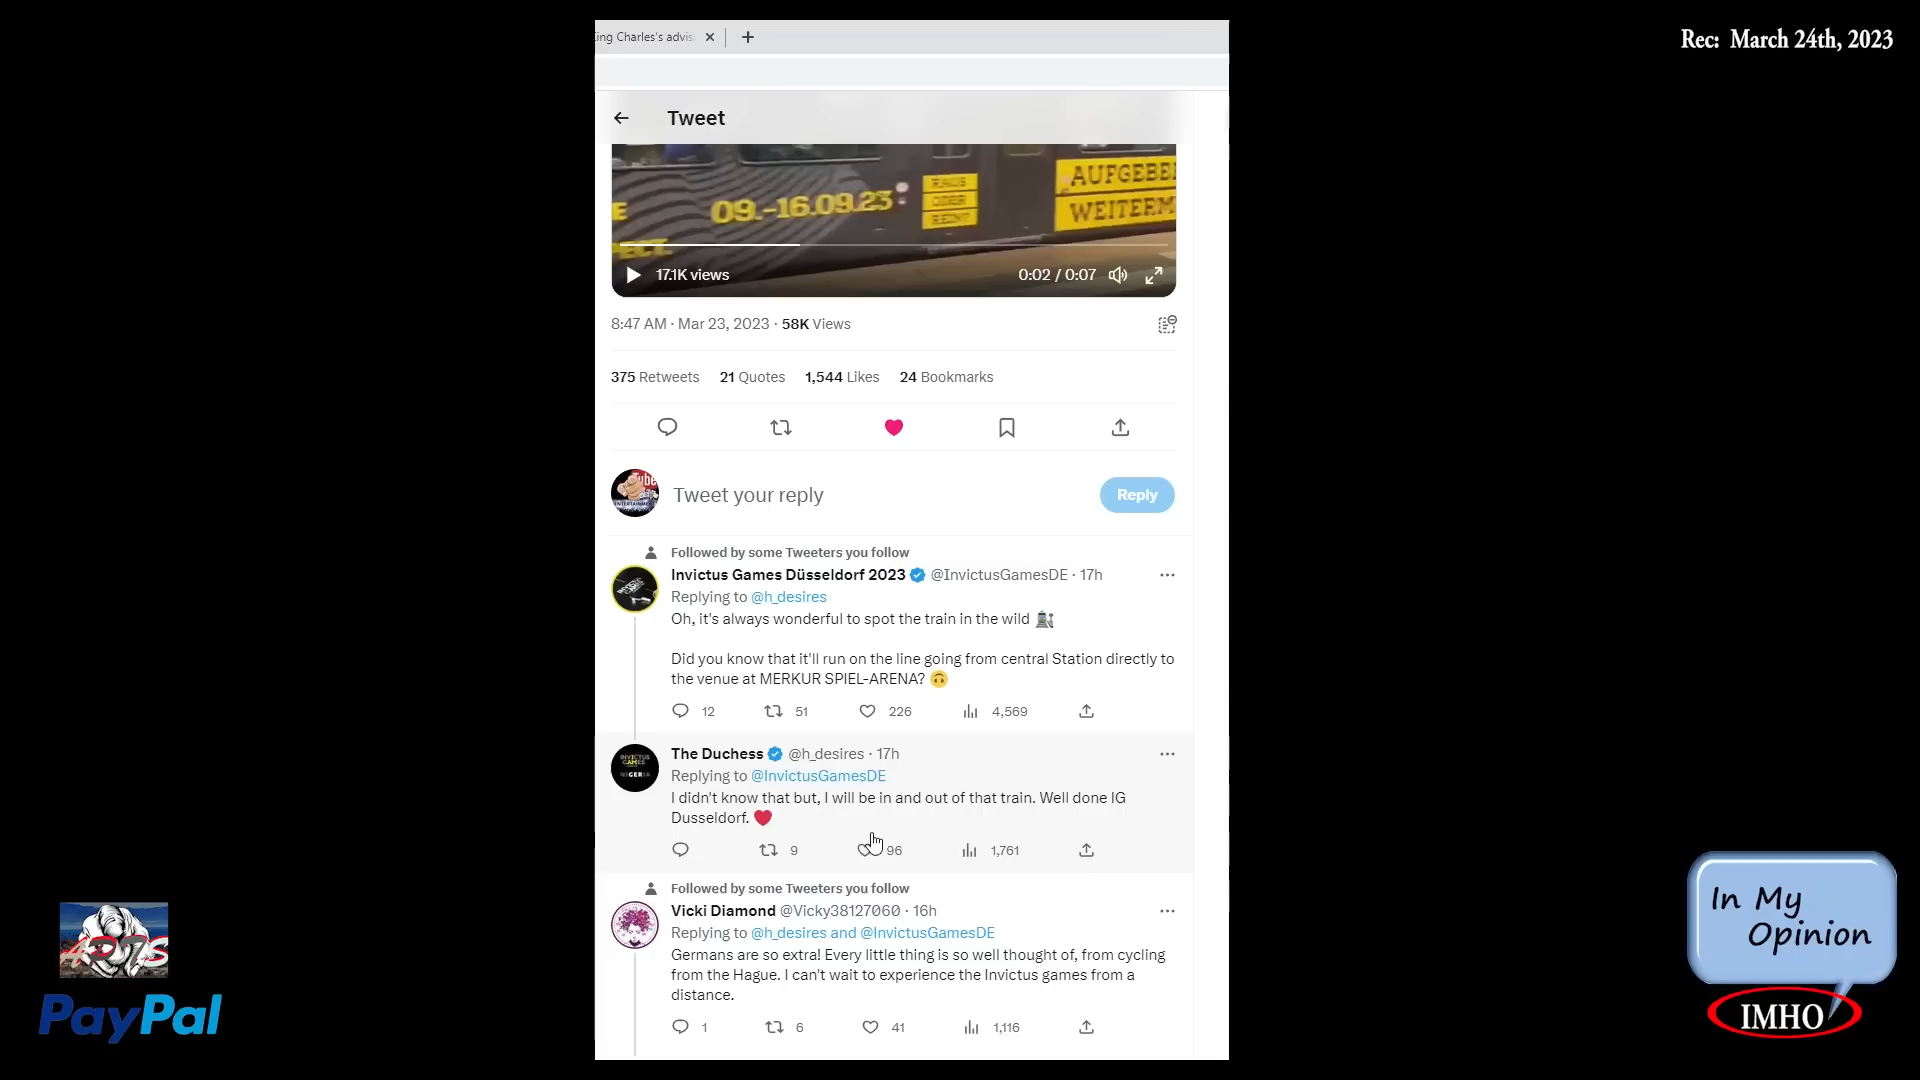 Rec: March 24th, 2023
King Charles's advis
Tweet
AUFGEBE
WEITERM
09.-16.09.23
RAUS
ODER
17.1K views
0:02 / 0:07
8:47 AM · Mar 23, 2023 · 58K Views
375 Retweets 21 Quotes 1,544 Likes 24 Bookmarks
Tweet your reply
Reply
Followed by some Tweeters you follow
Invictus Games Düsseldorf 2023 @InvictusGamesDE · 17h
Replying to @h_desires
Oh, it's always wonderful to spot the train in the wild 🚉
Did you know that it'll run on the line going from central Station directly to
the venue at MERKUR SPIEL-ARENA? 🙃
12 51 226 4,569
The Duchess @h_desires · 17h
Replying to @InvictusGamesDE
I didn't know that but, I will be in and out of that train. Well done IG
Dusseldorf. ❤️
9 96 1,761
Followed by some Tweeters you follow
Vicki Diamond @Vicky38127060 · 16h
Replying to @h_desires and @InvictusGamesDE
Germans are so extra! Every little thing is so well thought of, from cycling
from the Hague. I can't wait to experience the Invictus games from a
distance.
1 6 41 1,116
PayPal
In My
Opinion
IMHO